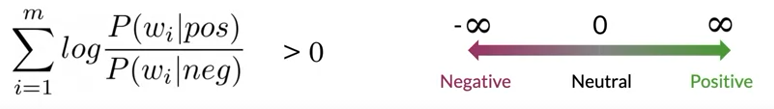 m
∑ log P(wᵢ|pos) / P(wᵢ|neg) > 0
i=1
-∞ 0 ∞
Negative Neutral Positive